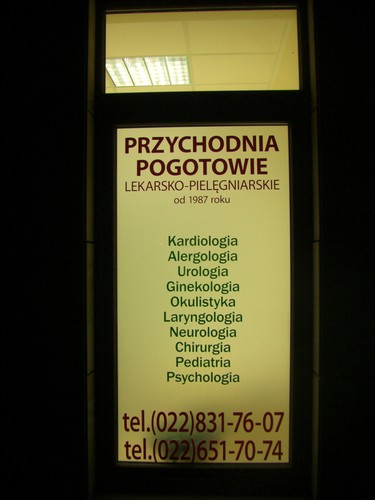 PRZYCHODNIA
POGOTOWIE
LEKARSKO-PIELĘGNIARSKIE
od 1987 roku
Kardiologia
Alergologia
Urologia
Ginekologia
Okulistyka
Laryngologia
Neurologia
Chirurgia
Pediatria
Psychologia
tel.(022)831-76-07
tel.(022)651-70-74